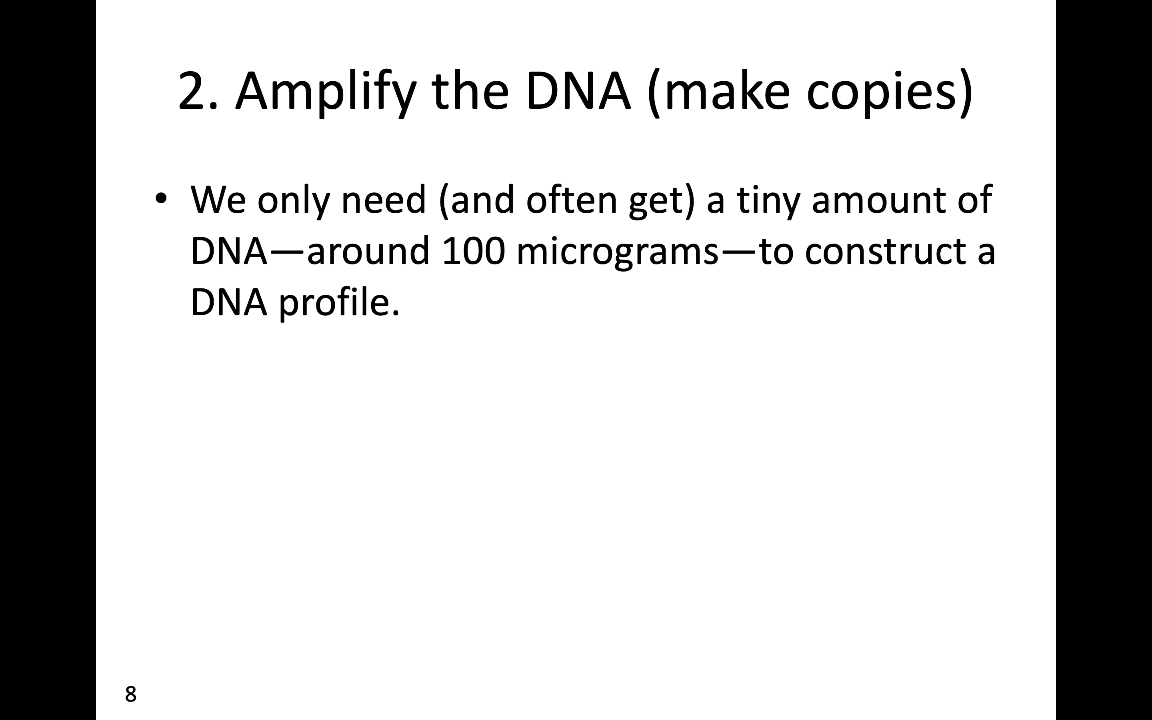 2. Amplify the DNA (make copies)
• We only need (and often get) a tiny amount of
DNA—around 100 micrograms—to construct a
DNA profile.
8